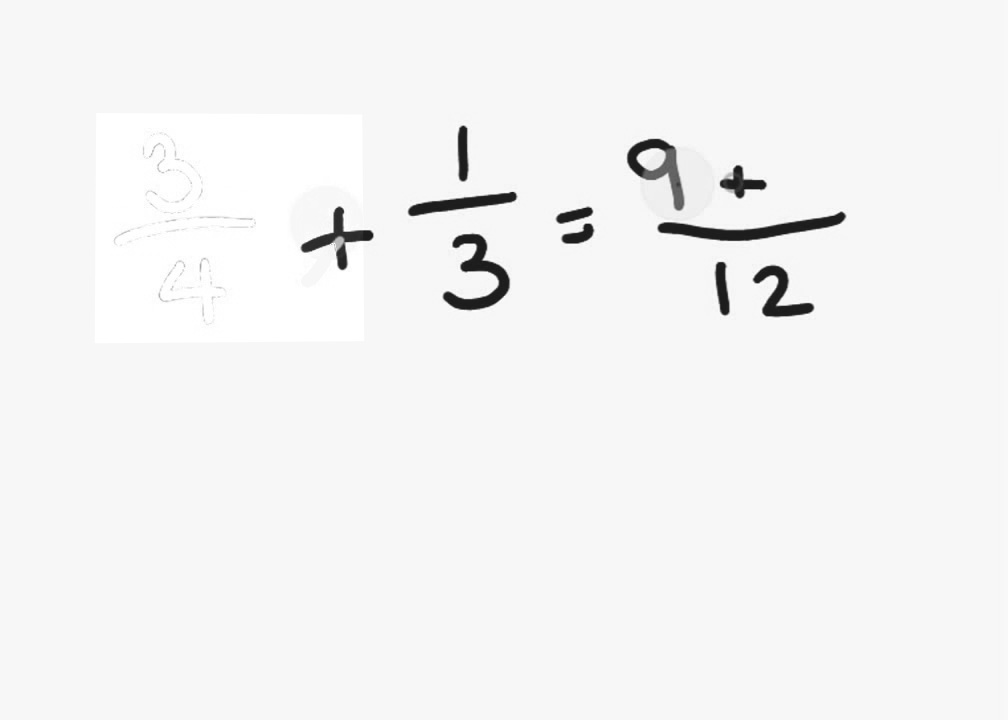 3/4 + 1/3 = 9 + /12